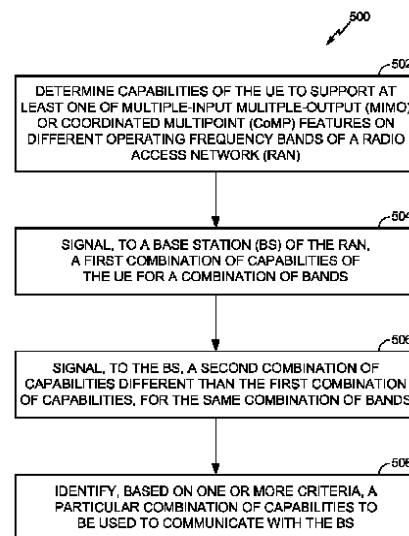 500
502
DETERMINE CAPABILITIES OF THE UE TO SUPPORT AT
LEAST ONE OF MULTIPLE-INPUT MULITPLE-OUTPUT (MIMO)
OR COORDINATED MULTIPOINT (CoMP) FEATURES ON
DIFFERENT OPERATING FREQUENCY BANDS OF A RADIO
ACCESS NETWORK (RAN)
504
SIGNAL, TO A BASE STATION (BS) OF THE RAN,
A FIRST COMBINATION OF CAPABILITIES OF
THE UE FOR A COMBINATION OF BANDS
506
SIGNAL, TO THE BS, A SECOND COMBINATION OF
CAPABILITIES DIFFERENT THAN THE FIRST COMBINATION
OF CAPABILITIES, FOR THE SAME COMBINATION OF BANDS
508
IDENTIFY, BASED ON ONE OR MORE CRITERIA, A
PARTICULAR COMBINATION OF CAPABILITIES TO
BE USED TO COMMUNICATE WITH THE BS